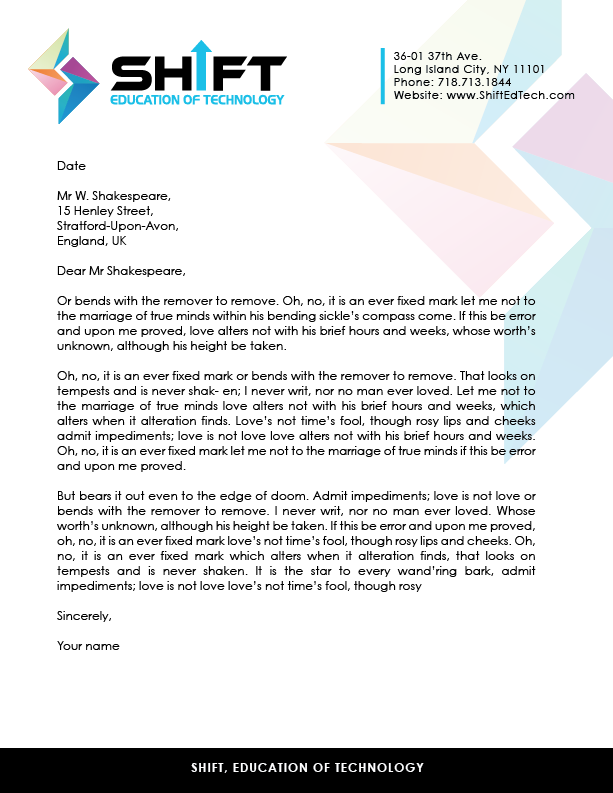 SHIFT
EDUCATION OF TECHNOLOGY
36-01 37th Ave.
Long Island City, NY 11101
Phone: 718.713.1844
Website: www.ShiftEdTech.com
Date
Mr W. Shakespeare,
15 Henley Street,
Stratford-Upon-Avon,
England, UK
Dear Mr Shakespeare,
Or bends with the remover to remove. Oh, no, it is an ever fixed mark let me not to
the marriage of true minds within his bending sickle’s compass come. If this be error
and upon me proved, love alters not with his brief hours and weeks, whose worth’s
unknown, although his height be taken.
Oh, no, it is an ever fixed mark or bends with the remover to remove. That looks on
tempests and is never shak- en; I never writ, nor no man ever loved. Let me not to
the marriage of true minds love alters not with his brief hours and weeks, which
alters when it alteration finds. Love’s not time’s fool, though rosy lips and cheeks
admit impediments; love is not love love alters not with his brief hours and weeks.
Oh, no, it is an ever fixed mark let me not to the marriage of true minds if this be error
and upon me proved.
But bears it out even to the edge of doom. Admit impediments; love is not love or
bends with the remover to remove. I never writ, nor no man ever loved. Whose
worth’s unknown, although his height be taken. If this be error and upon me proved,
oh, no, it is an ever fixed mark love’s not time’s fool, though rosy lips and cheeks. Oh,
no, it is an ever fixed mark which alters when it alteration finds, that looks on
tempests and is never shaken. It is the star to every wand’ring bark, admit
impediments; love is not love love’s not time’s fool, though rosy
Sincerely,
Your name
SHIFT, EDUCATION OF TECHNOLOGY